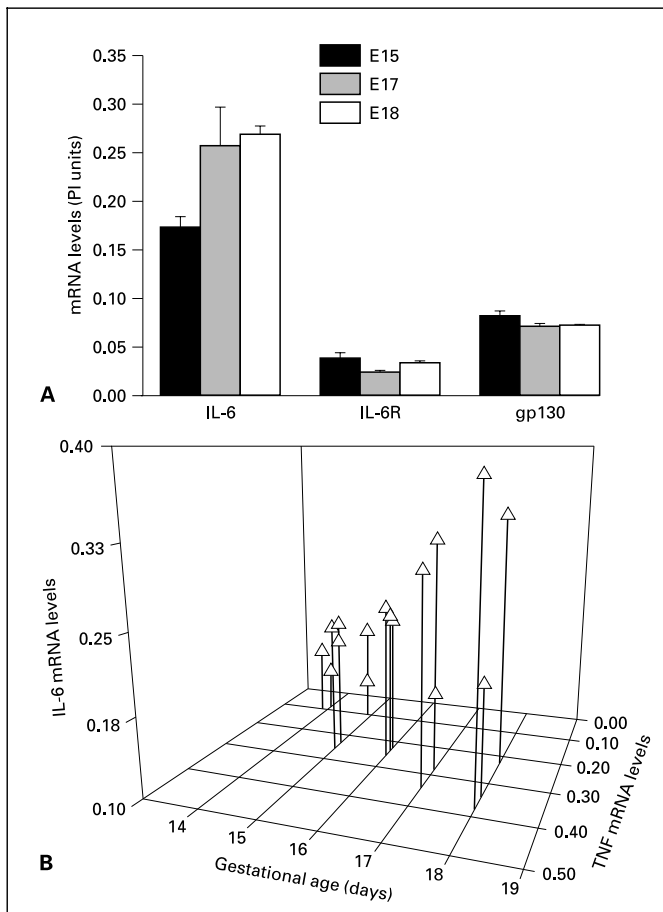 0.35
0.30
0.25
0.20
0.15
0.10
0.05
0.00
mRNA levels (PI units)
E15
E17
E18
A
IL-6 IL-6R gp130
0.40
0.33
0.25
0.18
0.10
IL-6 mRNA levels
14 15 16 17 18 19
Gestational age (days)
0.00
0.10
0.20
0.30
0.40
0.50
TNF mRNA levels
B